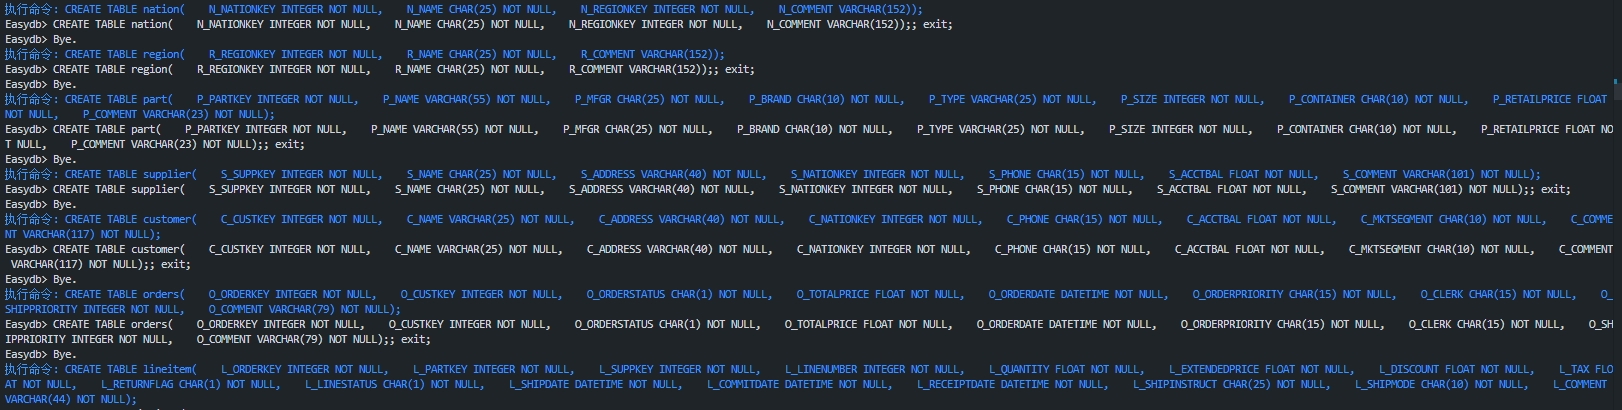 执行命令: CREATE TABLE nation(    N_NATIONKEY INTEGER NOT NULL,    N_NAME CHAR(25) NOT NULL,    N_REGIONKEY INTEGER NOT NULL,    N_COMMENT VARCHAR(152));
Easydb> CREATE TABLE nation(    N_NATIONKEY INTEGER NOT NULL,    N_NAME CHAR(25) NOT NULL,    N_REGIONKEY INTEGER NOT NULL,    N_COMMENT VARCHAR(152));; exit;
Easydb> Bye.
执行命令: CREATE TABLE region(    R_REGIONKEY INTEGER NOT NULL,    R_NAME CHAR(25) NOT NULL,    R_COMMENT VARCHAR(152));
Easydb> CREATE TABLE region(    R_REGIONKEY INTEGER NOT NULL,    R_NAME CHAR(25) NOT NULL,    R_COMMENT VARCHAR(152));; exit;
Easydb> Bye.
执行命令: CREATE TABLE part(    P_PARTKEY INTEGER NOT NULL,    P_NAME VARCHAR(55) NOT NULL,    P_MFGR CHAR(25) NOT NULL,    P_BRAND CHAR(10) NOT NULL,    P_TYPE VARCHAR(25) NOT NULL,    P_SIZE INTEGER NOT NULL,    P_CONTAINER CHAR(10) NOT NULL,    P_RETAILPRICE FLOAT
NOT NULL,    P_COMMENT VARCHAR(23) NOT NULL);
Easydb> CREATE TABLE part(    P_PARTKEY INTEGER NOT NULL,    P_NAME VARCHAR(55) NOT NULL,    P_MFGR CHAR(25) NOT NULL,    P_BRAND CHAR(10) NOT NULL,    P_TYPE VARCHAR(25) NOT NULL,    P_SIZE INTEGER NOT NULL,    P_CONTAINER CHAR(10) NOT NULL,    P_RETAILPRICE FLOAT NO
T NULL,    P_COMMENT VARCHAR(23) NOT NULL);; exit;
Easydb> Bye.
执行命令: CREATE TABLE supplier(    S_SUPPKEY INTEGER NOT NULL,    S_NAME CHAR(25) NOT NULL,    S_ADDRESS VARCHAR(40) NOT NULL,    S_NATIONKEY INTEGER NOT NULL,    S_PHONE CHAR(15) NOT NULL,    S_ACCTBAL FLOAT NOT NULL,    S_COMMENT VARCHAR(101) NOT NULL);
Easydb> CREATE TABLE supplier(    S_SUPPKEY INTEGER NOT NULL,    S_NAME CHAR(25) NOT NULL,    S_ADDRESS VARCHAR(40) NOT NULL,    S_NATIONKEY INTEGER NOT NULL,    S_PHONE CHAR(15) NOT NULL,    S_ACCTBAL FLOAT NOT NULL,    S_COMMENT VARCHAR(101) NOT NULL);; exit;
Easydb> Bye.
执行命令: CREATE TABLE customer(    C_CUSTKEY INTEGER NOT NULL,    C_NAME VARCHAR(25) NOT NULL,    C_ADDRESS VARCHAR(40) NOT NULL,    C_NATIONKEY INTEGER NOT NULL,    C_PHONE CHAR(15) NOT NULL,    C_ACCTBAL FLOAT NOT NULL,    C_MKTSEGMENT CHAR(10) NOT NULL,    C_COMME
NT VARCHAR(117) NOT NULL);
Easydb> CREATE TABLE customer(    C_CUSTKEY INTEGER NOT NULL,    C_NAME VARCHAR(25) NOT NULL,    C_ADDRESS VARCHAR(40) NOT NULL,    C_NATIONKEY INTEGER NOT NULL,    C_PHONE CHAR(15) NOT NULL,    C_ACCTBAL FLOAT NOT NULL,    C_MKTSEGMENT CHAR(10) NOT NULL,    C_COMMENT
 VARCHAR(117) NOT NULL);; exit;
Easydb> Bye.
执行命令: CREATE TABLE orders(    O_ORDERKEY INTEGER NOT NULL,    O_CUSTKEY INTEGER NOT NULL,    O_ORDERSTATUS CHAR(1) NOT NULL,    O_TOTALPRICE FLOAT NOT NULL,    O_ORDERDATE DATETIME NOT NULL,    O_ORDERPRIORITY CHAR(15) NOT NULL,    O_CLERK CHAR(15) NOT NULL,    O_
SHIPPRIORITY INTEGER NOT NULL,    O_COMMENT VARCHAR(79) NOT NULL);
Easydb> CREATE TABLE orders(    O_ORDERKEY INTEGER NOT NULL,    O_CUSTKEY INTEGER NOT NULL,    O_ORDERSTATUS CHAR(1) NOT NULL,    O_TOTALPRICE FLOAT NOT NULL,    O_ORDERDATE DATETIME NOT NULL,    O_ORDERPRIORITY CHAR(15) NOT NULL,    O_CLERK CHAR(15) NOT NULL,    O_SH
IPPRIORITY INTEGER NOT NULL,    O_COMMENT VARCHAR(79) NOT NULL);; exit;
Easydb> Bye.
执行命令: CREATE TABLE lineitem(    L_ORDERKEY INTEGER NOT NULL,    L_PARTKEY INTEGER NOT NULL,    L_SUPPKEY INTEGER NOT NULL,    L_LINENUMBER INTEGER NOT NULL,    L_QUANTITY FLOAT NOT NULL,    L_EXTENDEDPRICE FLOAT NOT NULL,    L_DISCOUNT FLOAT NOT NULL,    L_TAX FLO
AT NOT NULL,    L_RETURNFLAG CHAR(1) NOT NULL,    L_LINESTATUS CHAR(1) NOT NULL,    L_SHIPDATE DATETIME NOT NULL,    L_COMMITDATE DATETIME NOT NULL,    L_RECEIPTDATE DATETIME NOT NULL,    L_SHIPINSTRUCT CHAR(25) NOT NULL,    L_SHIPMODE CHAR(10) NOT NULL,    L_COMMENT
VARCHAR(44) NOT NULL);